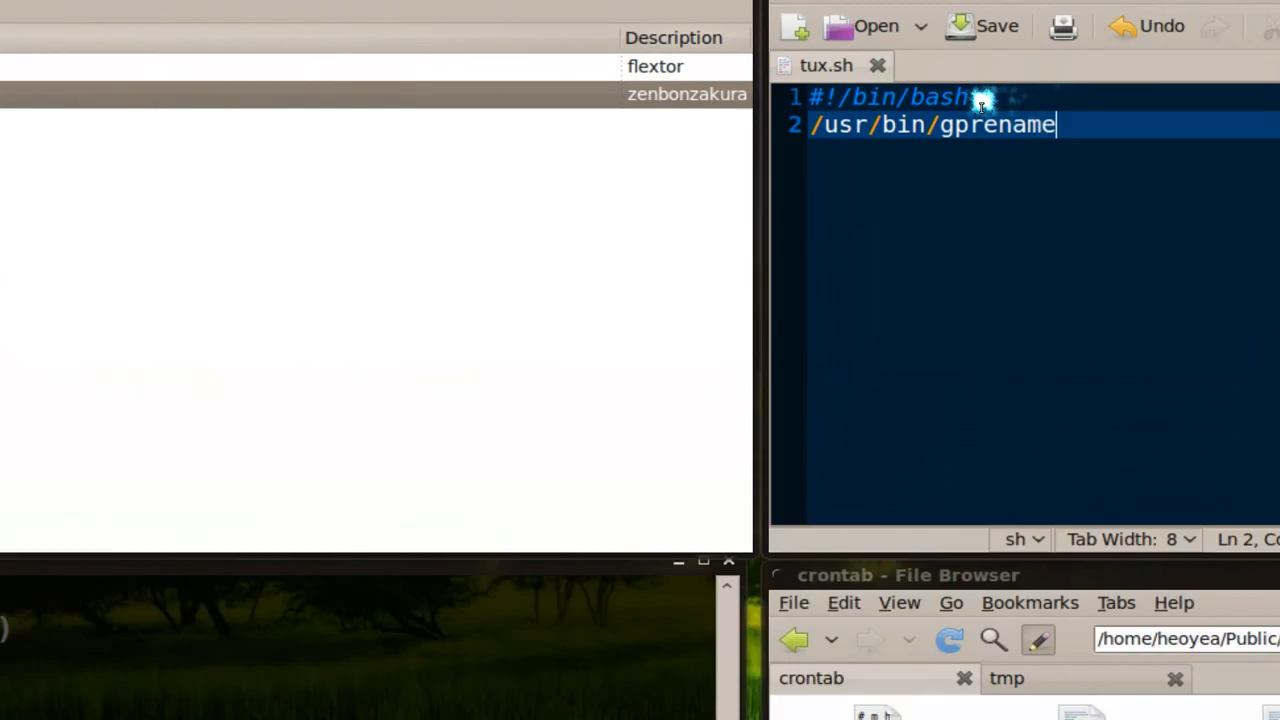 Description
flextor
zenbonzakura
Open
Save
Undo
tux.sh
1 #!/bin/bash
2 /usr/bin/gprename
sh
Tab Width: 8
Ln 2, Co
crontab - File Browser
File Edit View Go Bookmarks Tabs Help
/home/heoyea/Public/
crontab
tmp
)